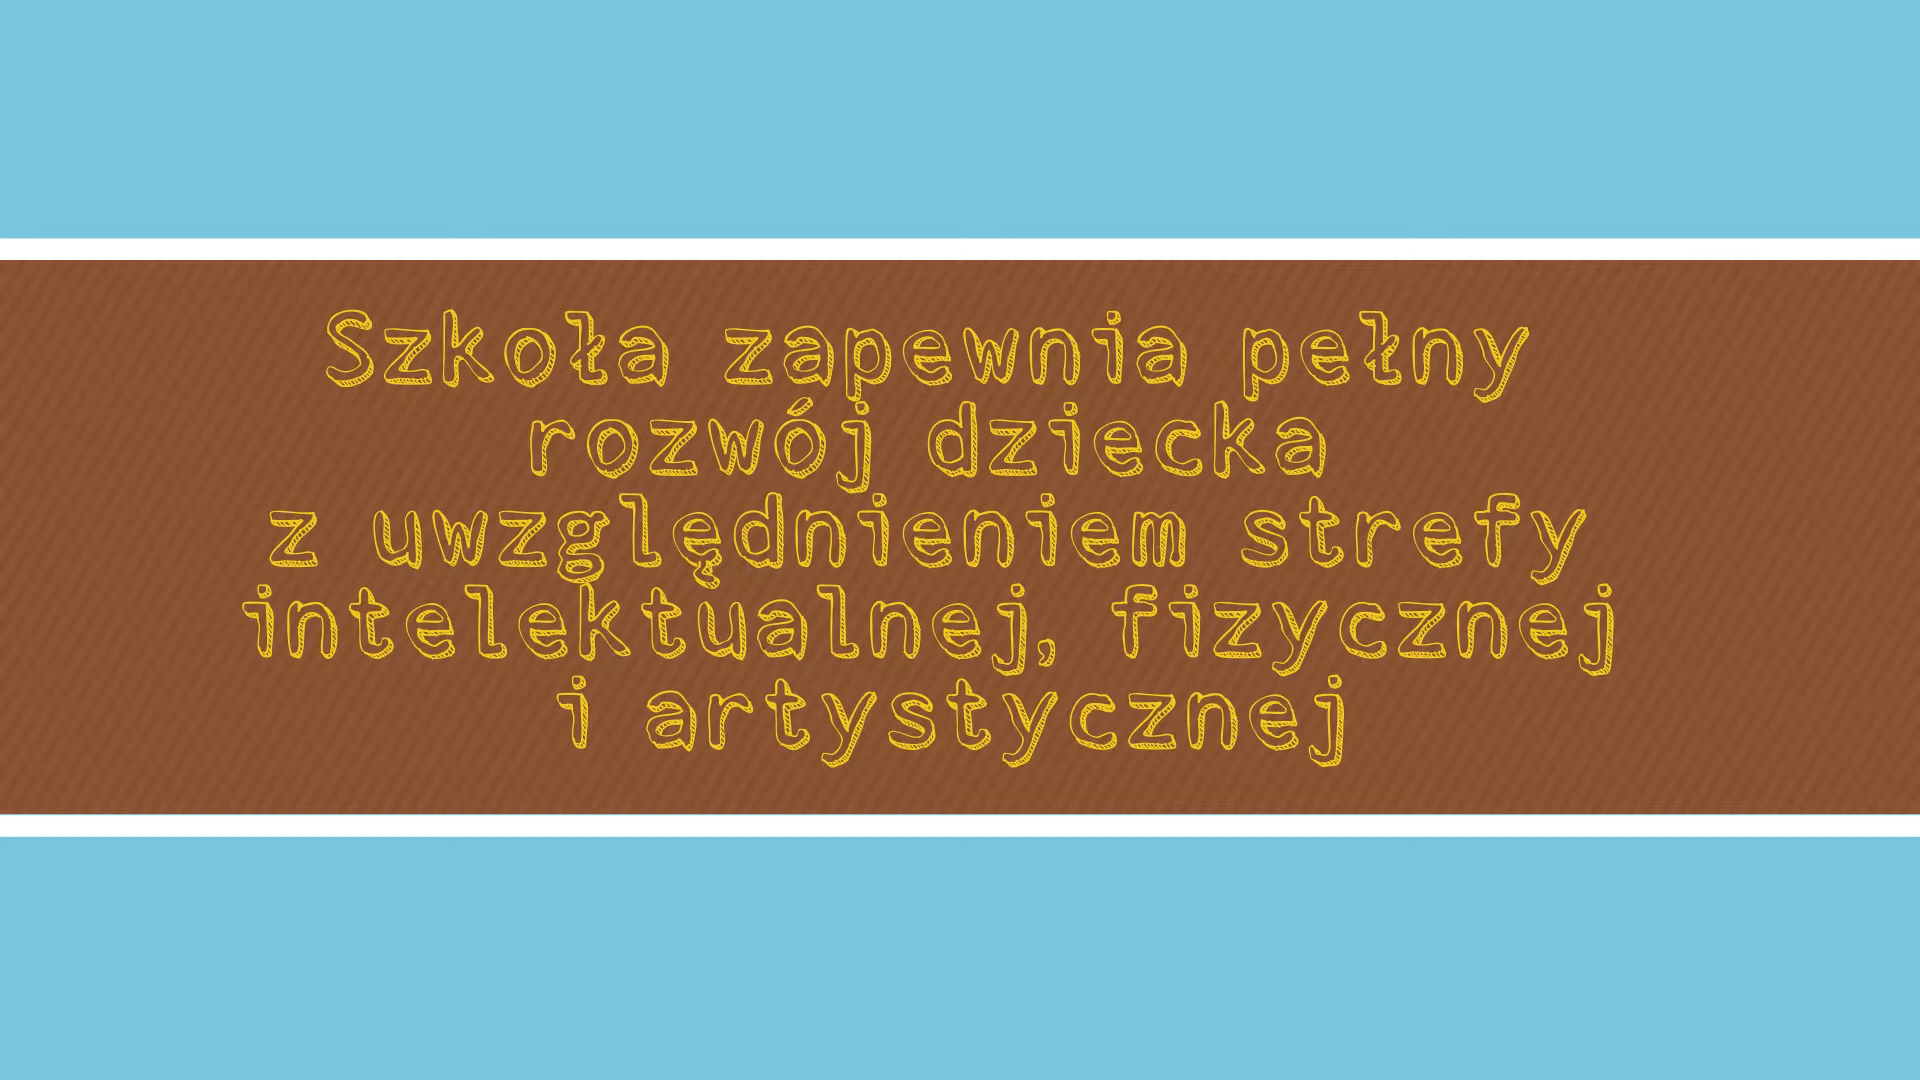 Szkoła zapewnia pełny
rozwój dziecka
z uwzględnieniem strefy
intelektualnej, fizycznej
i artystycznej